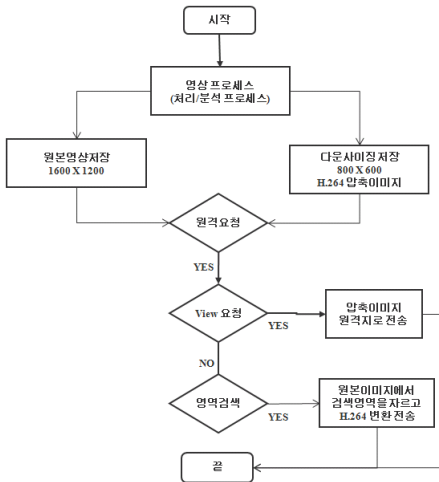 시작
영상 프로세스
(처리/분석 프로세스)
원본영상저장
1600 X 1200
다운사이징 저장
800 X 600
H.264 압축이미지
원격요청
YES
View 요청
YES
압축이미지
원격지로 전송
NO
영역검색
YES
원본이미지에서
검색영역을 자르고
H.264 변환 전송
끝